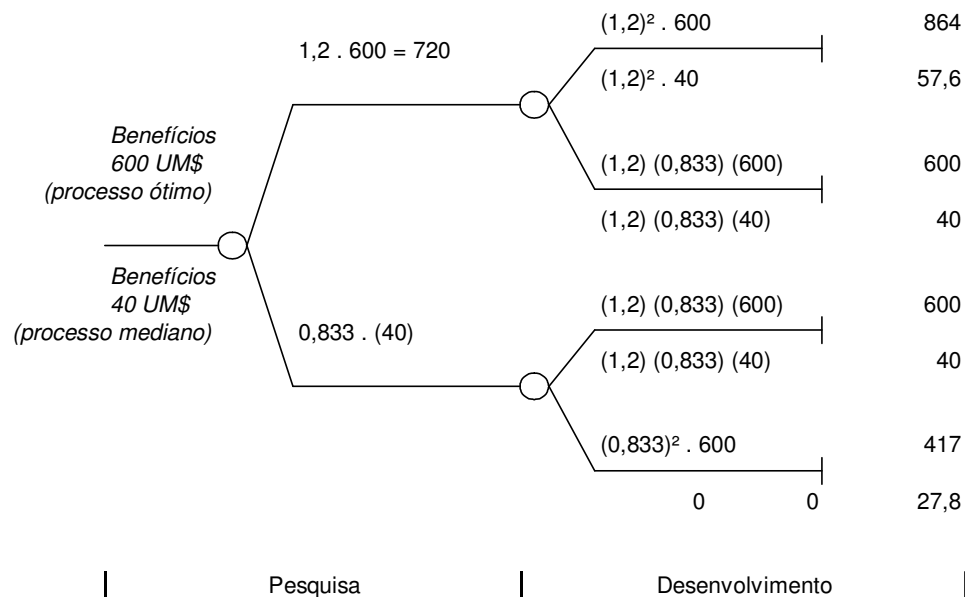 (1,2)² . 600 864
1,2 . 600 = 720
(1,2)² . 40 57,6
Benefícios
600 UM$
(processo ótimo)
(1,2) (0,833) (600) 600
(1,2) (0,833) (40) 40
Benefícios
40 UM$
(processo mediano)
0,833 . (40)
(1,2) (0,833) (600) 600
(1,2) (0,833) (40) 40
(0,833)² . 600 417
0 0 27,8
Pesquisa Desenvolvimento